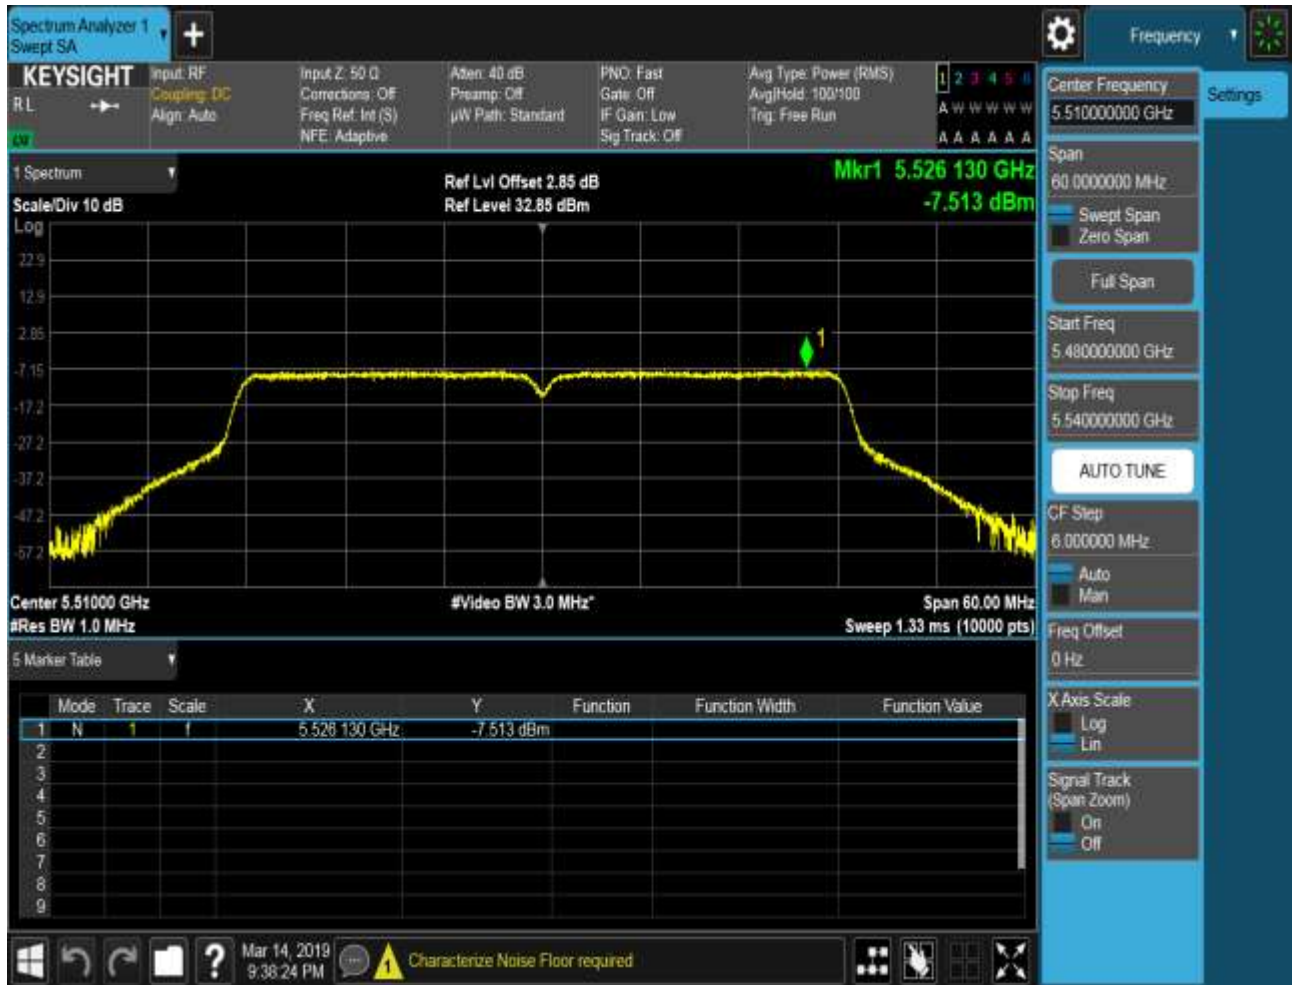 Spectrum Analyzer 1
Swept SA
+
Frequency
KEYSIGHT
RL
Input: RF
Coupling: DC
Align: Auto
Input Z: 50 Ω
Corrections: Off
Freq Ref: Int (S)
NFE: Adaptive
Atten: 40 dB
Preamp: Off
µW Path: Standard
PNO: Fast
Gate: Off
IF Gain: Low
Sig Track: Off
Avg Type: Power (RMS)
Avg|Hold: 100/100
Trig: Free Run
1 2 3 4 5 6
A W W W W W
A A A A A A
1 Spectrum
Scale/Div 10 dB
Log
Ref Lvl Offset 2.85 dB
Ref Level 32.85 dBm
Mkr1 5.526 130 GHz
-7.513 dBm
22.9
12.9
2.85
-7.15
-17.2
-27.2
-37.2
-47.2
-57.2
1
Center 5.51000 GHz
#Res BW 1.0 MHz
#Video BW 3.0 MHz*
Span 60.00 MHz
Sweep 1.33 ms (10000 pts)
5 Marker Table
Mode Trace Scale X Y Function Function Width Function Value
1 N 1 f 5.526 130 GHz -7.513 dBm
2
3
4
5
6
7
8
9
Mar 14, 2019
9:38:24 PM
Characterize Noise Floor required
Settings
Center Frequency
5.510000000 GHz
Span
60.0000000 MHz
Swept Span
Zero Span
Full Span
Start Freq
5.480000000 GHz
Stop Freq
5.540000000 GHz
AUTO TUNE
CF Step
6.000000 MHz
Auto
Man
Freq Offset
0 Hz
X Axis Scale
Log
Lin
Signal Track
(Span Zoom)
On
Off